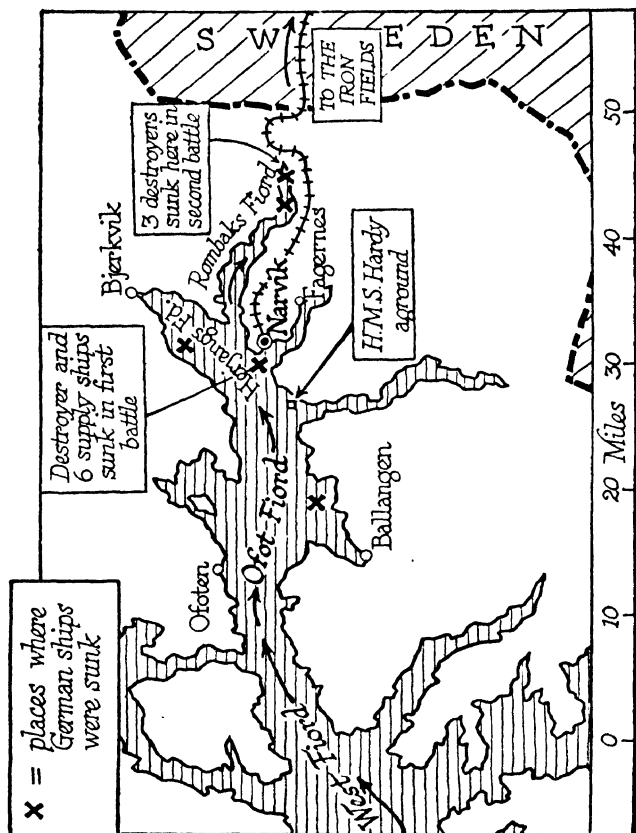 SWEDEN
TO THE
IRON
FIELDS
3 destroyers
sunk here in
second battle
Rombaks Fiord
Bjerkvik
Herjangs Fd.
Narvik
Fagernes
H.M.S. Hardy
aground
Destroyer and
6 supply ships
sunk in first
battle
Ofot-Fiord
Ofoten
Ballangen
West Fiord
x = places where
German ships
were sunk
0 10 20 Miles 30 40 50